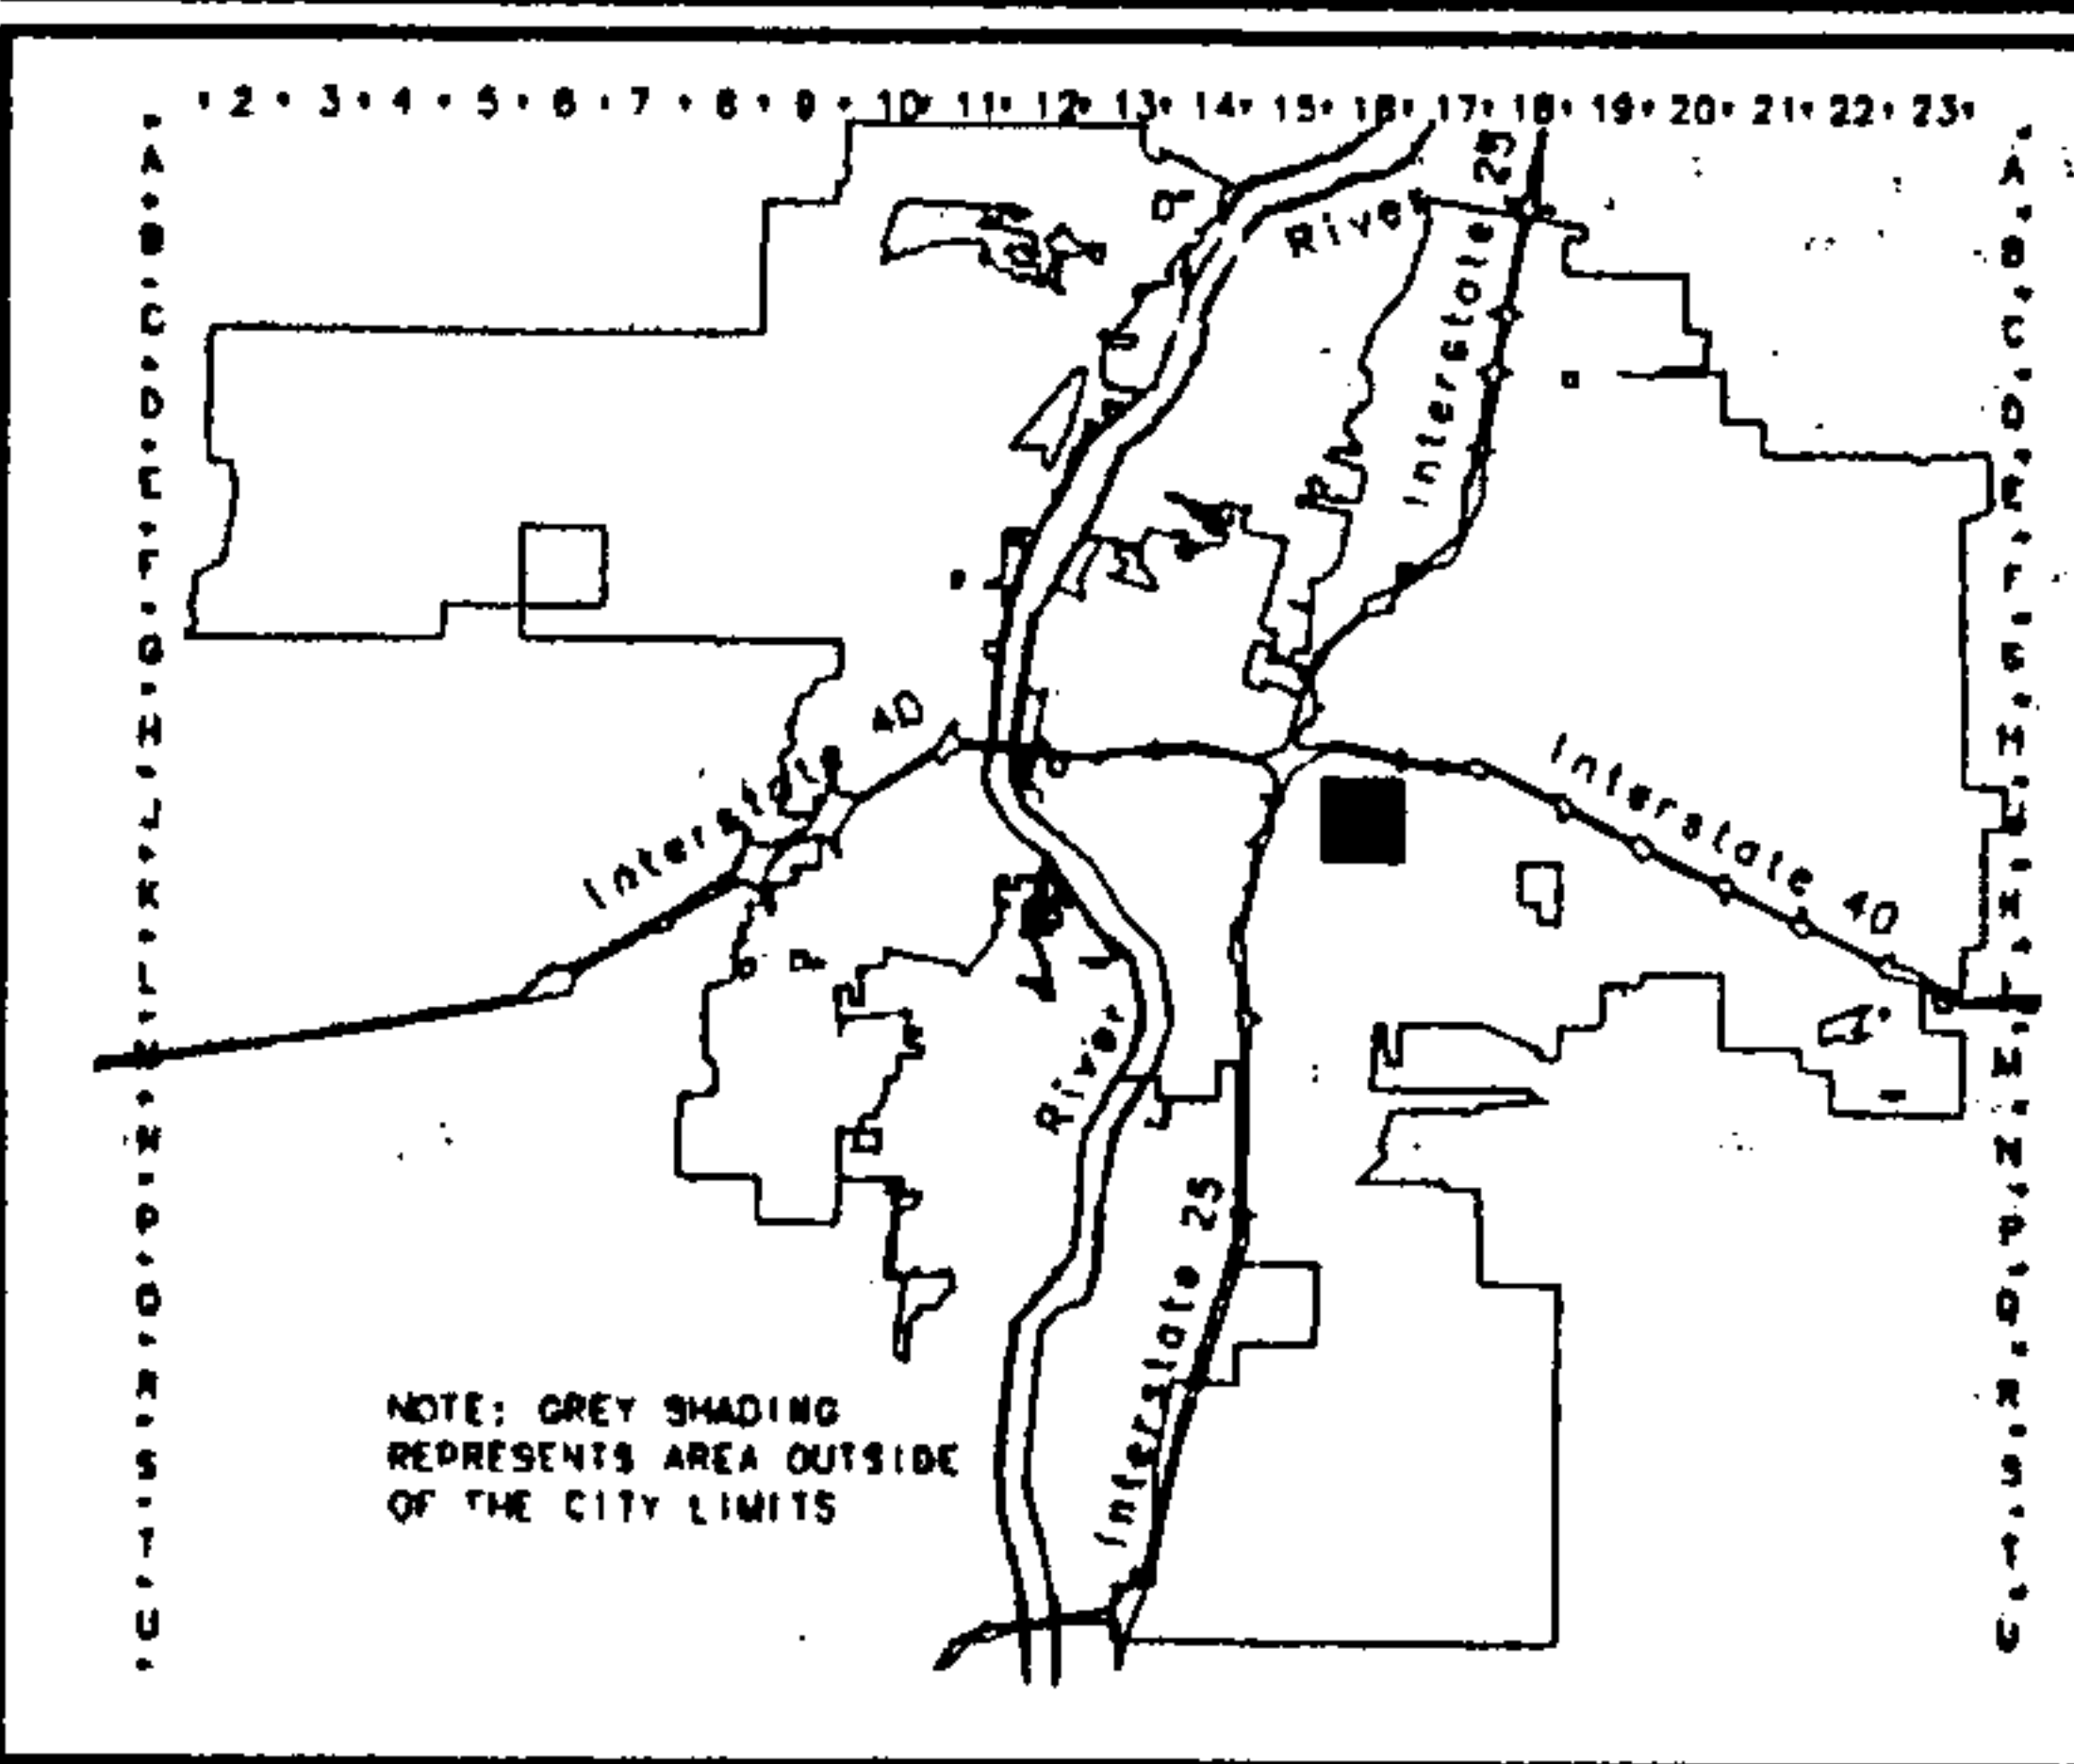 2 3 4 5 6 7 8 9 10 11 12 13 14 15 16 17 18 19 20 21 22 23
A A
B B
C C
D D
E E
F F
G G
H H
J J
K K
L L
M M
N N
P P
Q Q
R R
S S
T T
U U
River
Interstate 25
Interstate 40
Interstate 40
River
Interstate 25
NOTE: GREY SHADING
REPRESENTS AREA OUTSIDE
OF THE CITY LIMITS